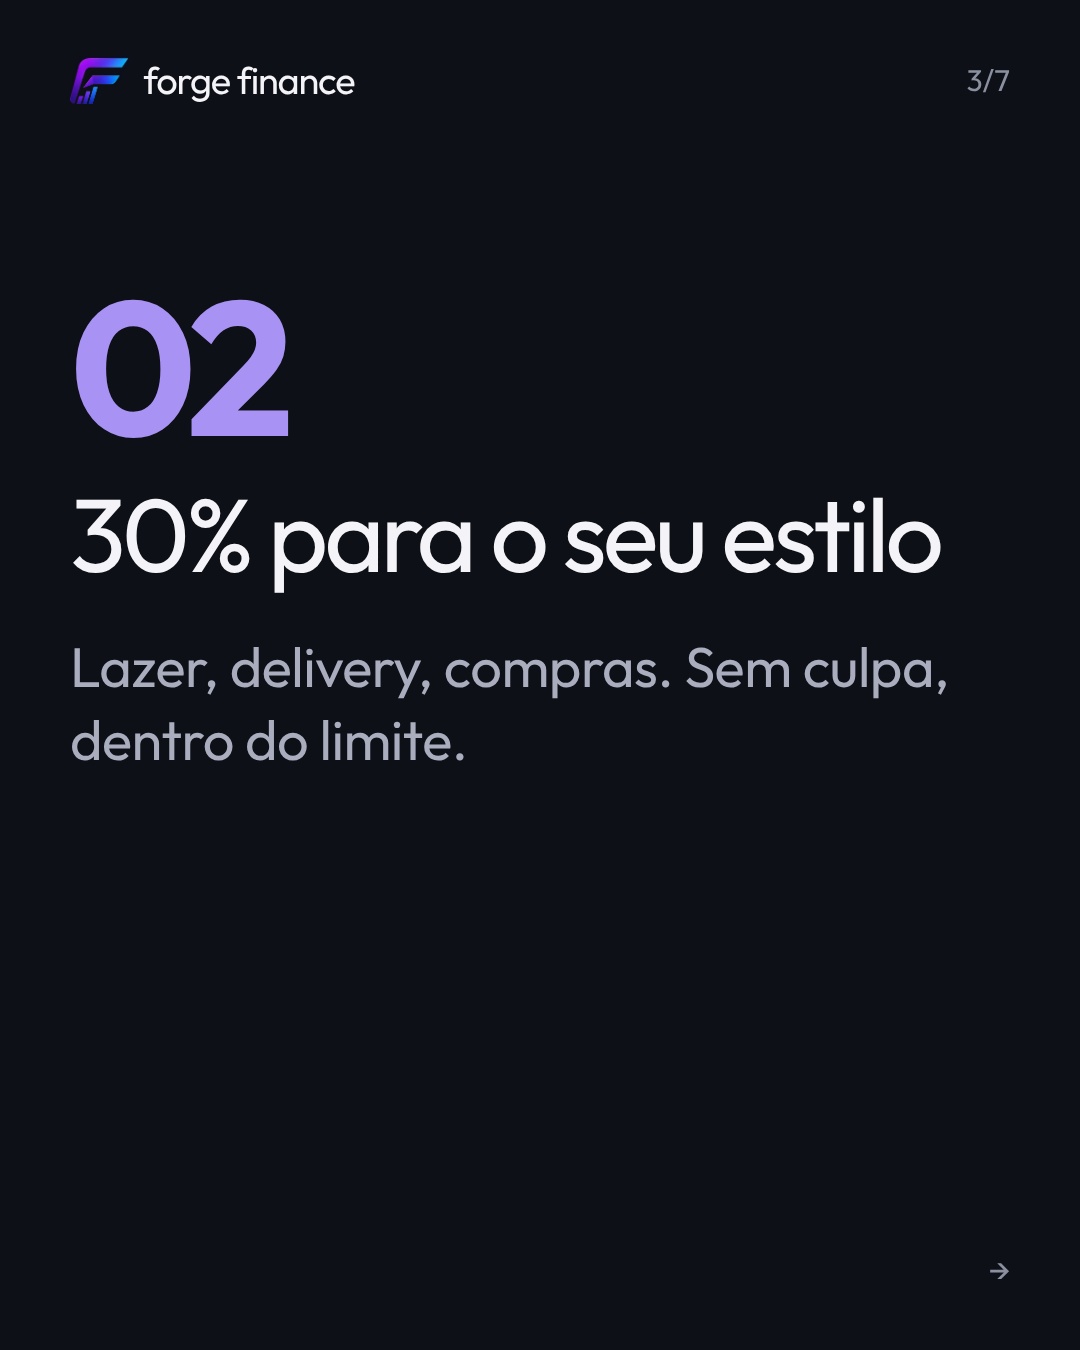 forge finance
3/7
02
30% para o seu estilo
Lazer, delivery, compras. Sem culpa,
dentro do limite.
→